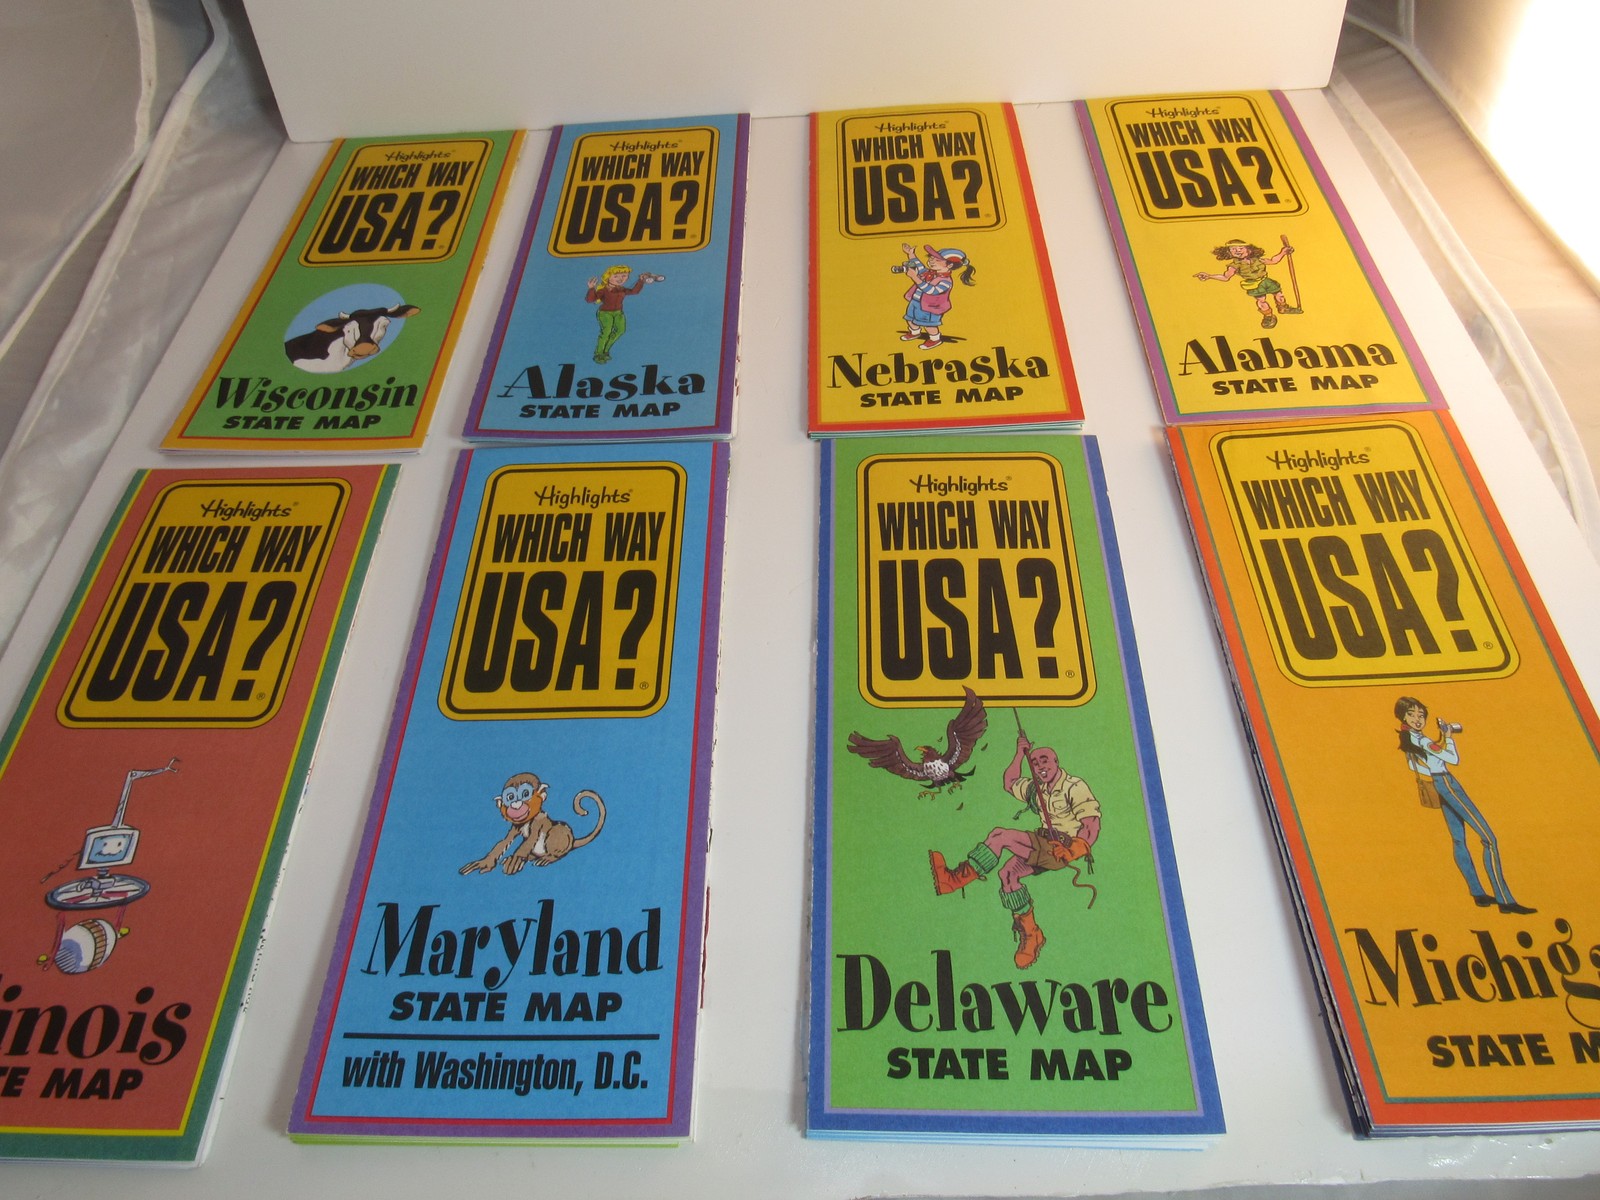 Highlights
WHICH WAY
USA?
Wisconsin
STATE MAP
Highlights
WHICH WAY
USA?
Alaska
STATE MAP
Highlights
WHICH WAY
USA?
Nebraska
STATE MAP
Highlights
WHICH WAY
USA?
Alabama
STATE MAP
Highlights®
WHICH WAY
USA?®
inois
TE MAP
Highlights®
WHICH WAY
USA?®
Maryland
STATE MAP
with Washington, D.C.
Highlights®
WHICH WAY
USA?®
Delaware
STATE MAP
Highlights®
WHICH WAY
USA?®
Michig
STATE M